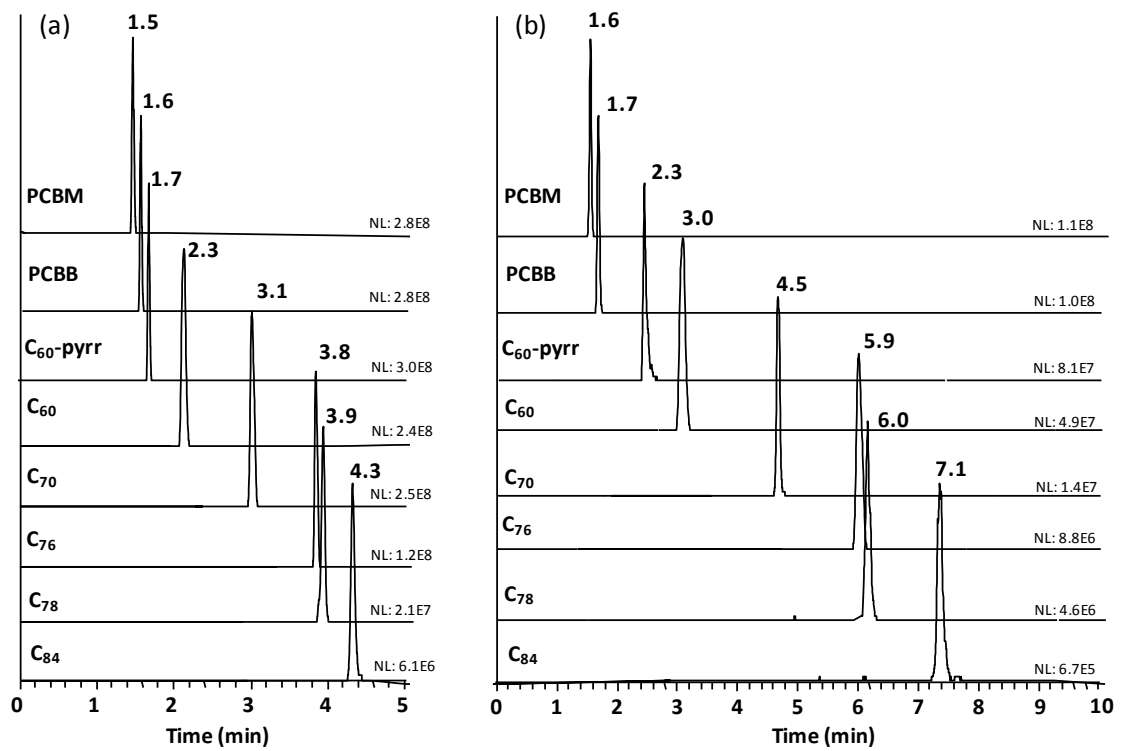 (a)
1.5
1.6
1.7
2.3
3.1
3.8
3.9
4.3
PCBM
NL: 2.8E8
PCBB
NL: 2.8E8
C₆₀-pyrr
NL: 3.0E8
C₆₀
NL: 2.4E8
C₇₀
NL: 2.5E8
C₇₆
NL: 1.2E8
C₇₈
NL: 2.1E7
C₈₄
NL: 6.1E6
0 1 2 3 4 5
Time (min)
(b)
1.6
1.7
2.3
3.0
4.5
5.9
6.0
7.1
PCBM
NL: 1.1E8
PCBB
NL: 1.0E8
C₆₀-pyrr
NL: 8.1E7
C₆₀
NL: 4.9E7
C₇₀
NL: 1.4E7
C₇₆
NL: 8.8E6
C₇₈
NL: 4.6E6
C₈₄
NL: 6.7E5
0 1 2 3 4 5 6 7 8 9 10
Time (min)